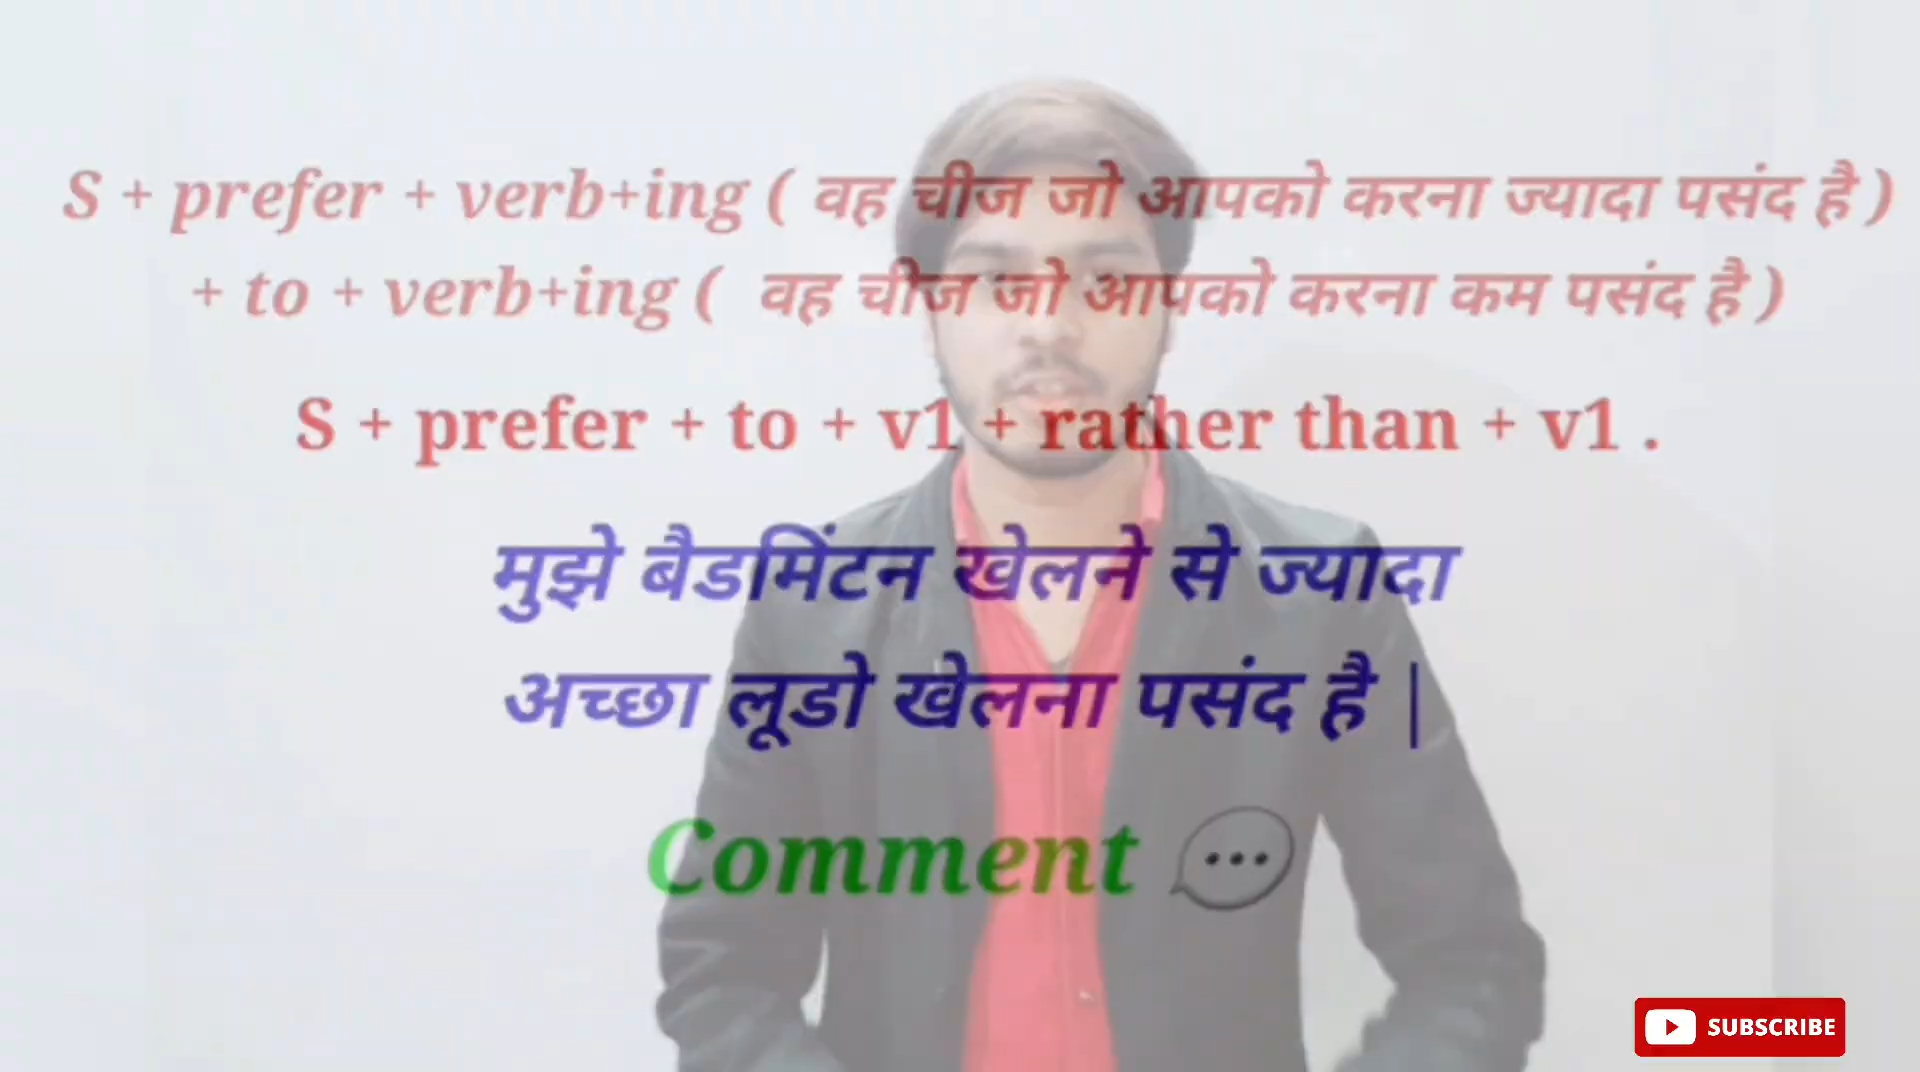 S + prefer + verb+ing ( वह चीज जो आपको करना ज्यादा पसंद है )
+ to + verb+ing ( वह चीज जो आपको करना कम पसंद है )
S + prefer + to + v1 + rather than + v1 .
मुझे बैडमिंटन खेलने से ज्यादा
अच्छा लूडो खेलना पसंद है |
Comment
SUBSCRIBE